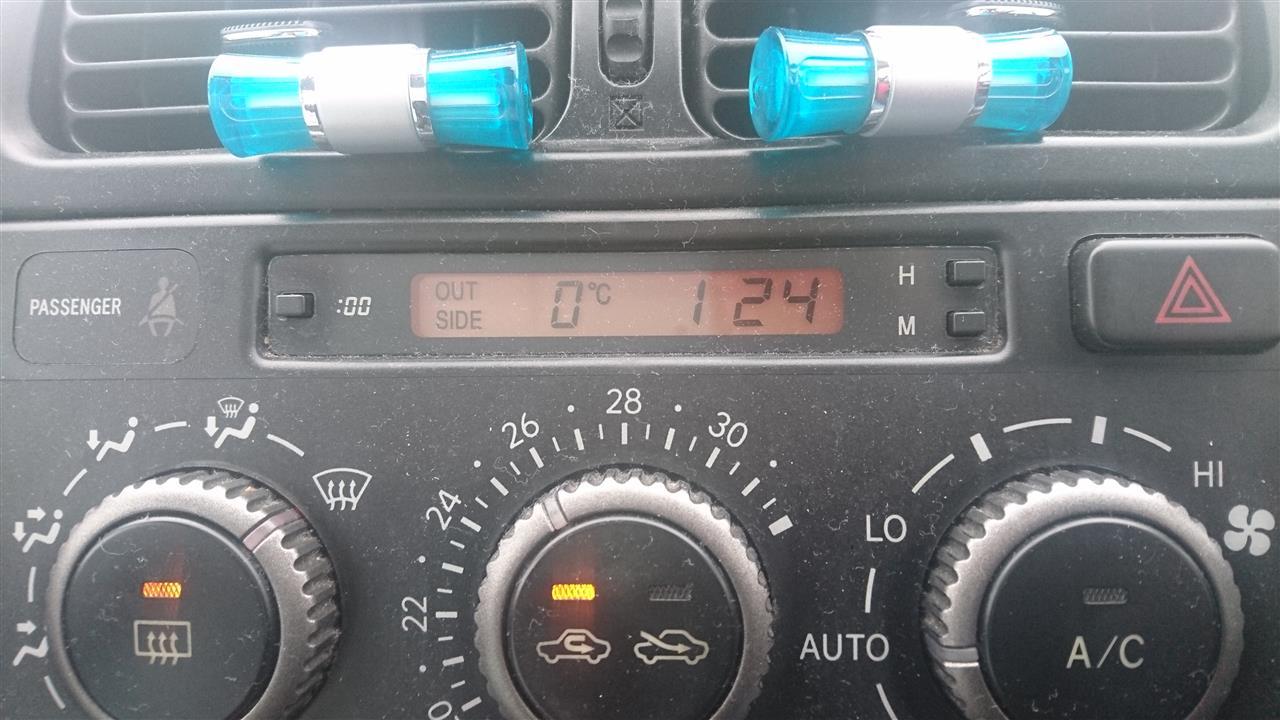 PASSENGER
:00
OUT SIDE 0°C 1 24
H
M
22
24
26
28
30
LO
HI
AUTO
A/C